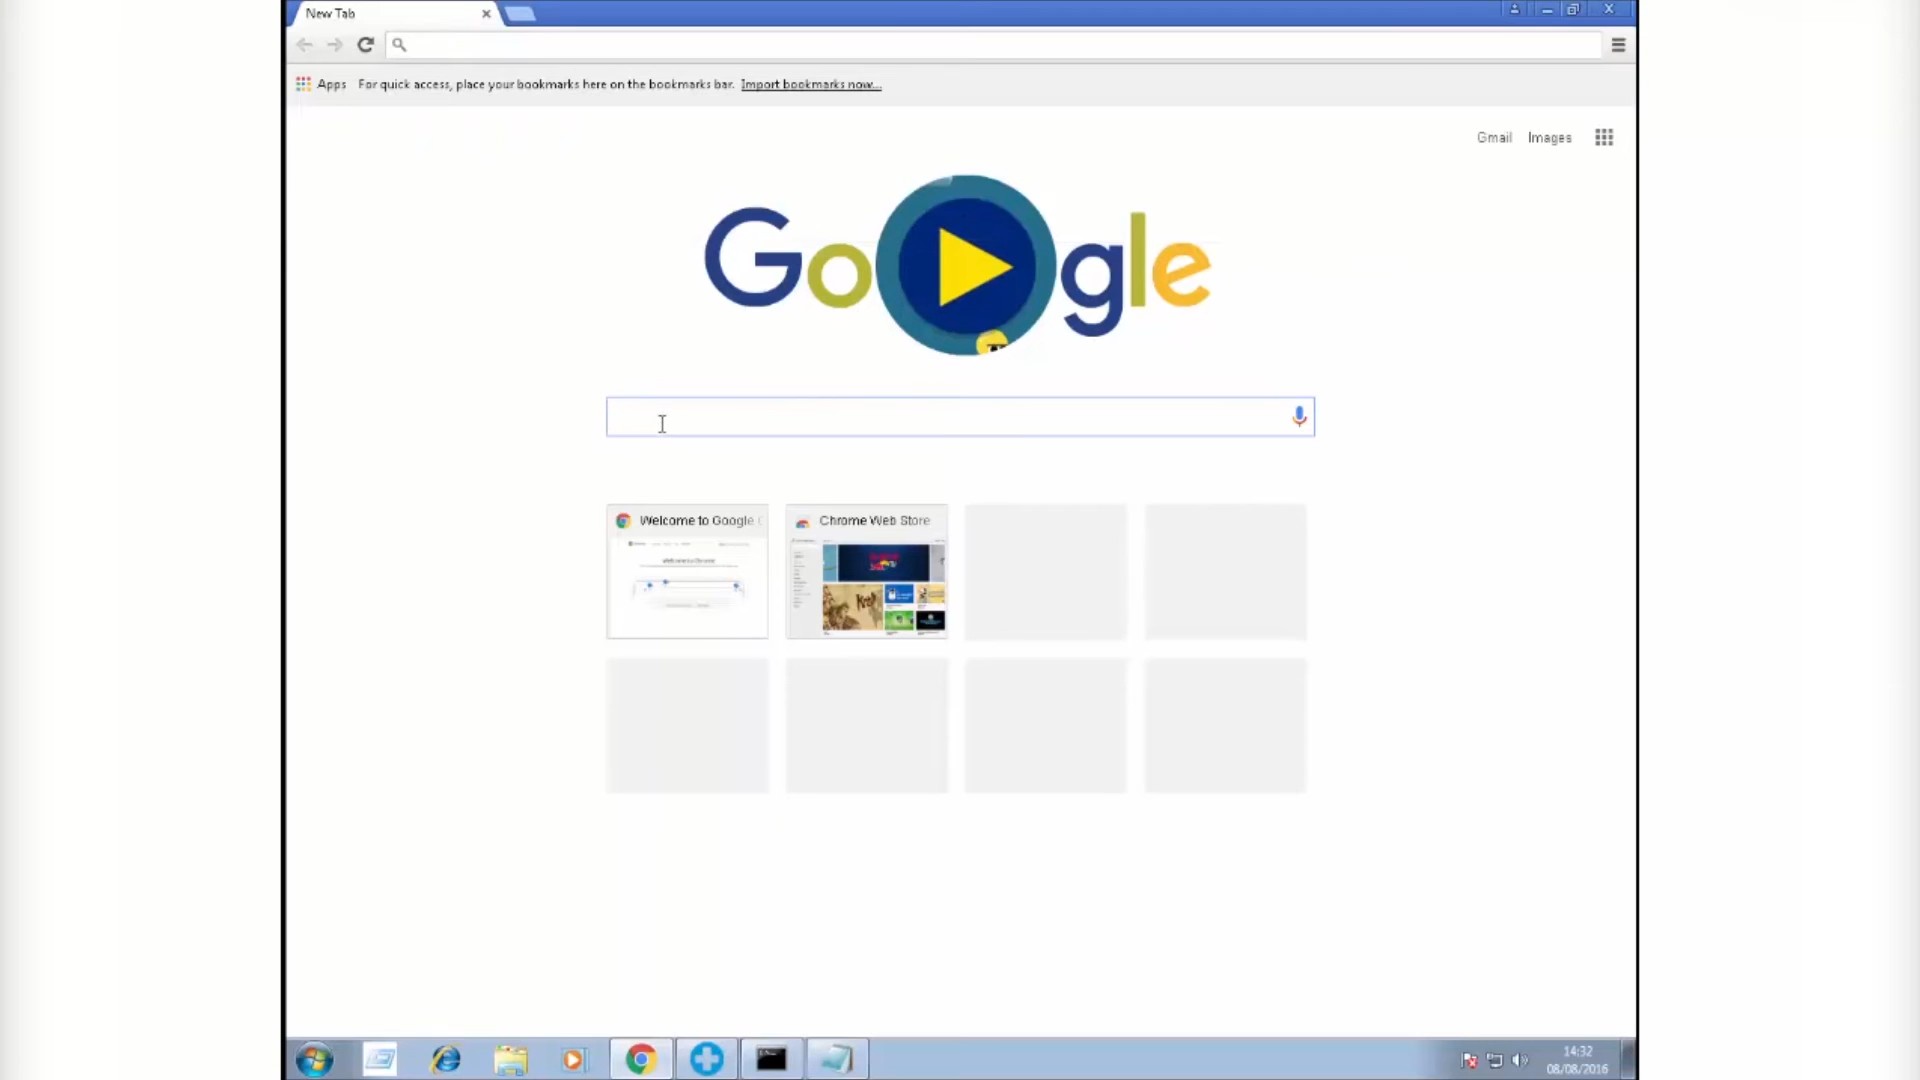 New Tab
Apps For quick access, place your bookmarks here on the bookmarks bar. Import bookmarks now...
Gmail Images
Google
Welcome to Google
Chrome Web Store
14:32
08/08/2016